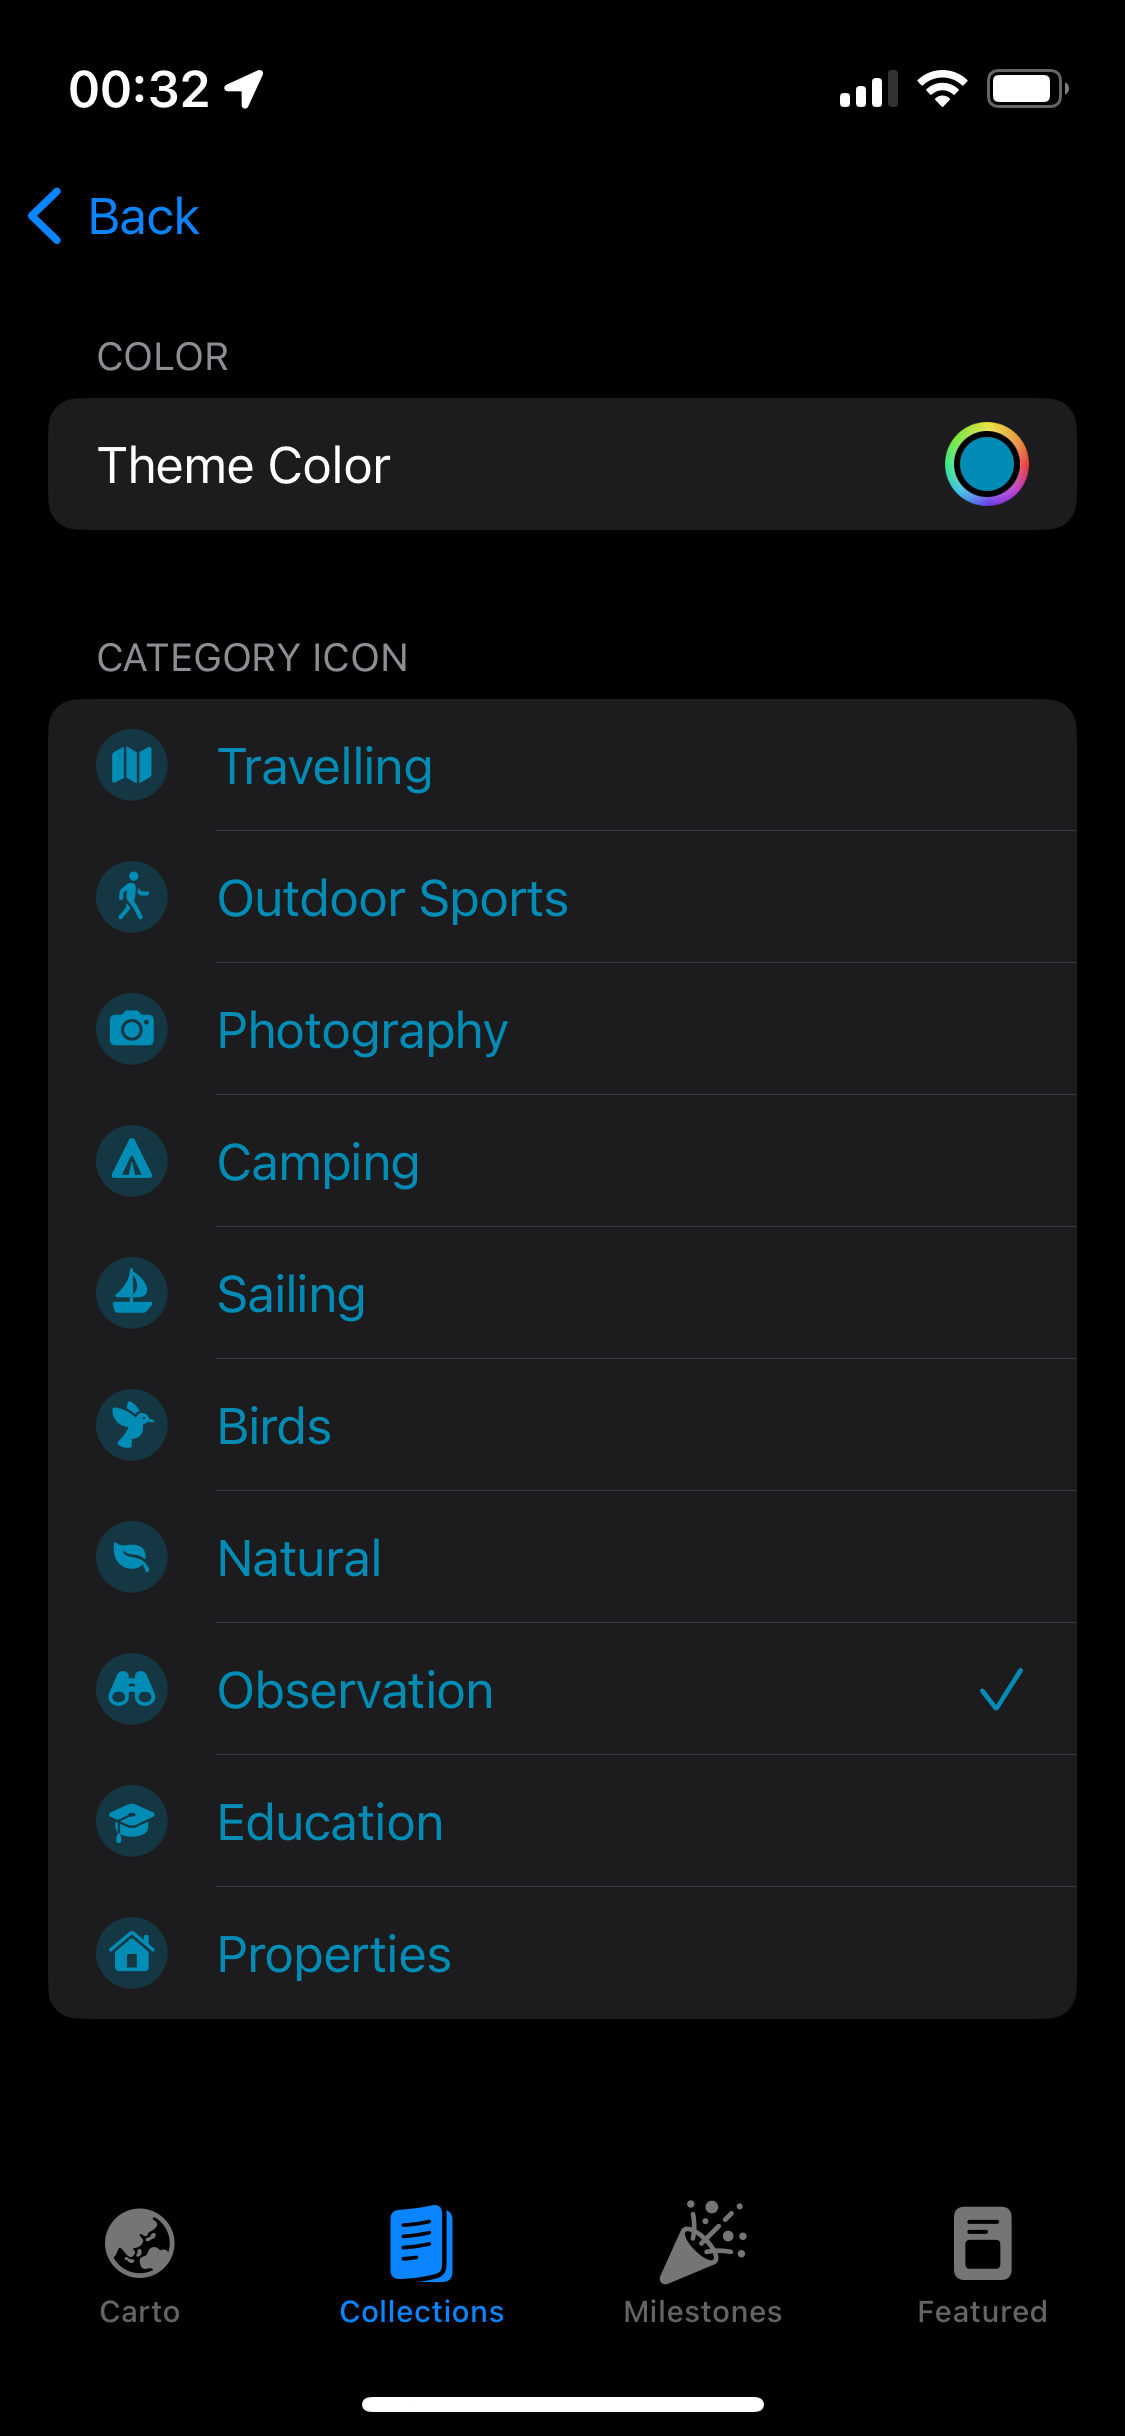 00:32
Back
COLOR
Theme Color
CATEGORY ICON
Travelling
Outdoor Sports
Photography
Camping
Sailing
Birds
Natural
Observation
Education
Properties
Carto
Collections
Milestones
Featured